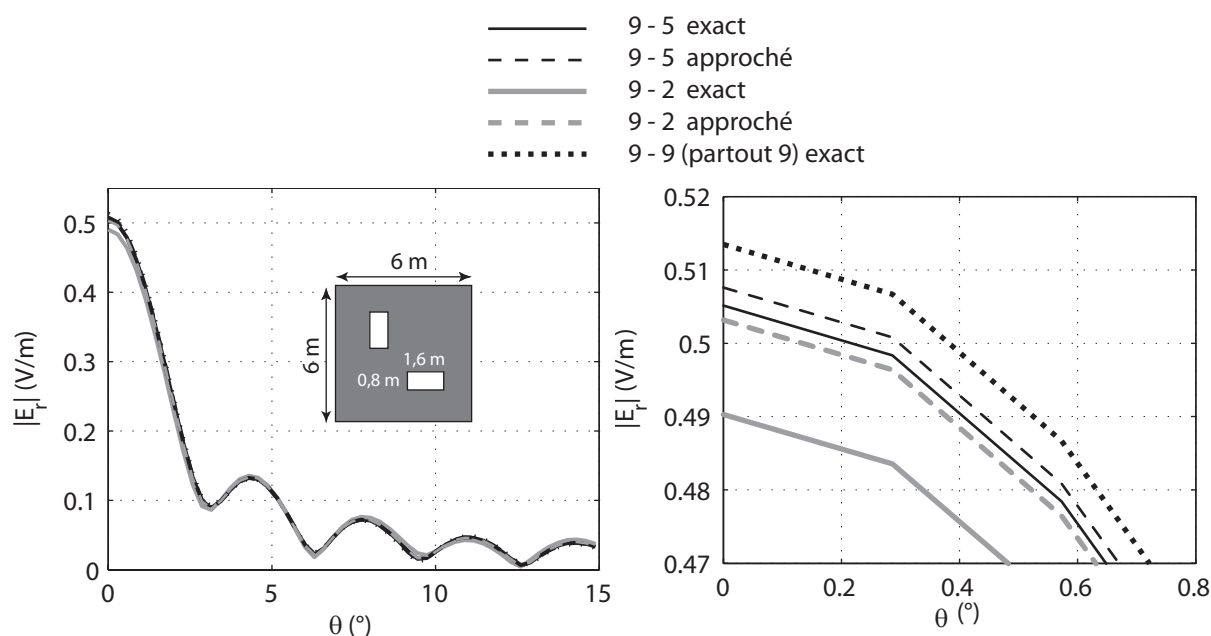 9 - 5 exact
9 - 5 approché
9 - 2 exact
9 - 2 approché
9 - 9 (partout 9) exact
0.5
0.4
0.3
0.2
0.1
0
|E_r| (V/m)
0
5
10
15
θ (°)
6 m
6 m
1,6 m
0,8 m
0.52
0.51
0.5
0.49
0.48
0.47
|E_r| (V/m)
0
0.2
0.4
0.6
0.8
θ (°)